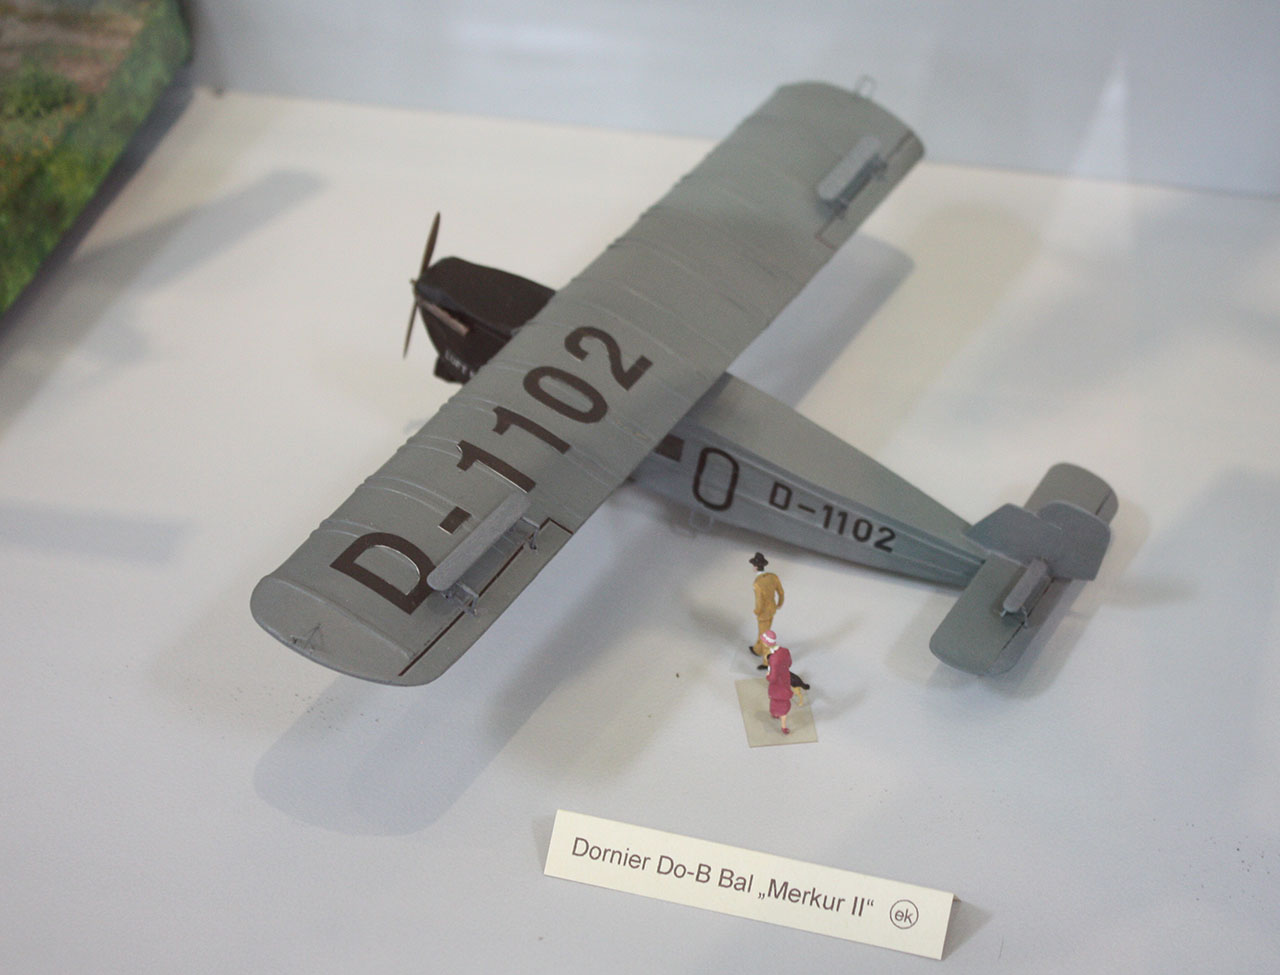 D-1102
D-1102
Dornier Do-B Bal „Merkur II“ ek